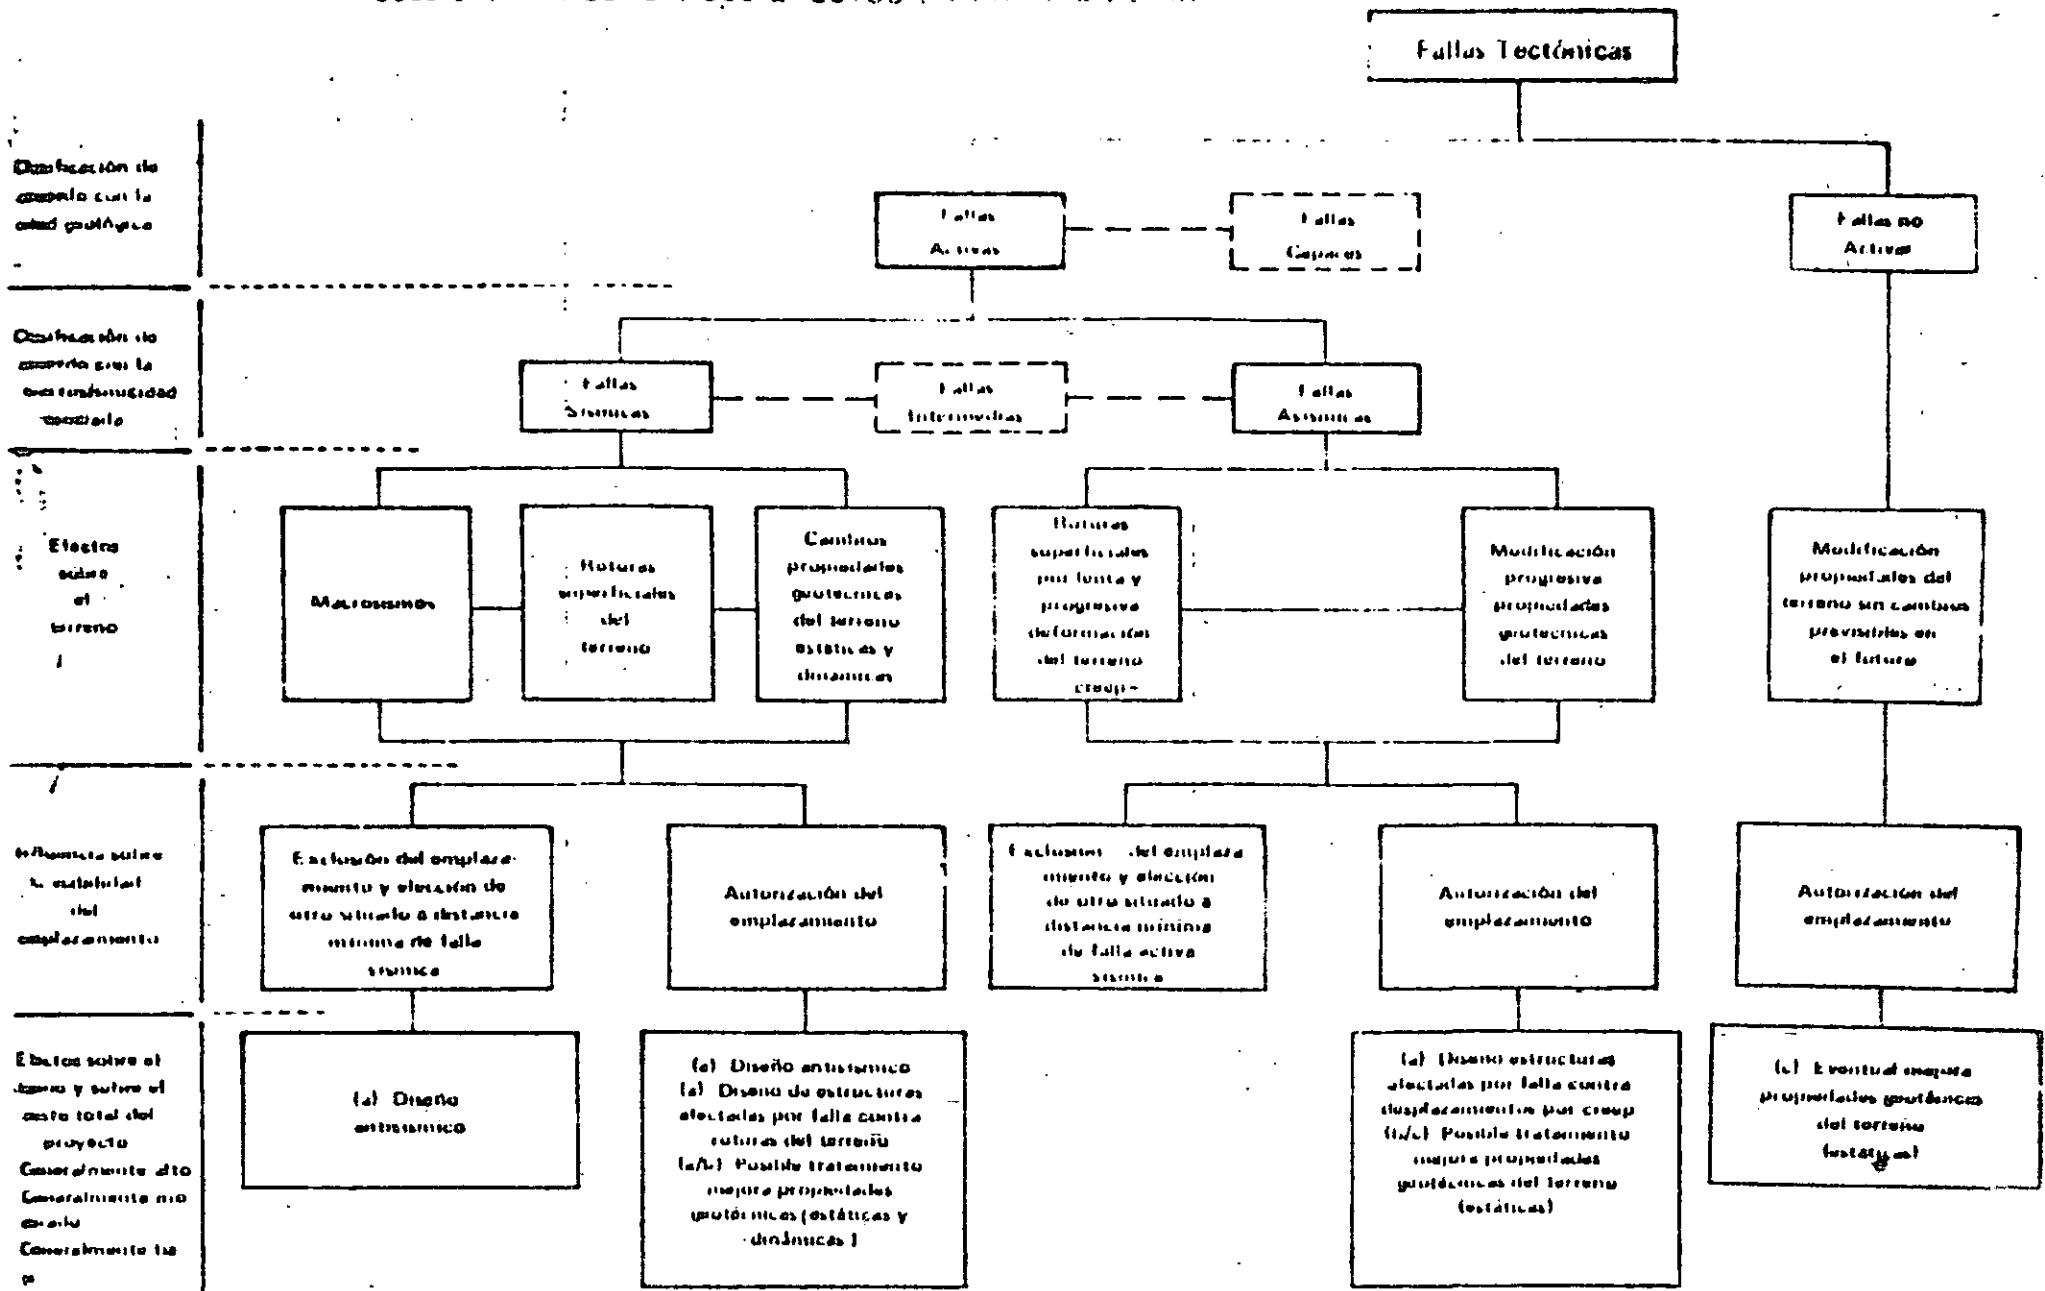 Fallas Tectónicas
Clasificación de
acuerdo con la
edad geológica
Fallas
Activas
Fallas
Capaces
Fallas no
Activas
Clasificación de
acuerdo con la
asociada
Fallas
Sísmicas
Fallas
Intermedias
Fallas
Asísmicas
Efectos
sobre
el
terreno
Macrosismos
Roturas
superficiales
del
terreno
Cambios
propiedades
geotécnicas
del terreno
estáticas y
dinámicas
Roturas
superficiales
por lenta y
progresiva
deformación
del terreno
creep-
Modificación
progresiva
propiedades
geotécnicas
del terreno
Modificación
propiedades del
terreno sin cambios
previsibles en
el futuro
Influencia sobre
del
emplazamiento
Exclusión del emplaza-
miento y elección de
otro situado a distancia
mínima de falla
sísmica
Autorización del
emplazamiento
Exclusión del emplaza
miento y elección
de otro situado a
distancia mínima
de falla activa
sísmica
Autorización del
emplazamiento
Autorización del
emplazamiento
Efectos sobre el
diseño y sobre el
costo total del
proyecto
Generalmente alto
Generalmente mo
derado
Generalmente ba
jo
(a) Diseño
antisísmico
(a) Diseño antisísmico
(a) Diseño de estructuras
afectadas por falla contra
roturas del terreno
(a/b) Posible tratamiento
mejora propiedades
geotécnicas (estáticas y
dinámicas)
(a) Diseño estructuras
afectadas por falla contra
desplazamientos por creep
(b/c) Posible tratamiento
mejora propiedades
geotécnicas del terreno
(estáticas)
(c) Eventual mejora
propiedades geoténicas
del terreno
(estáticas)